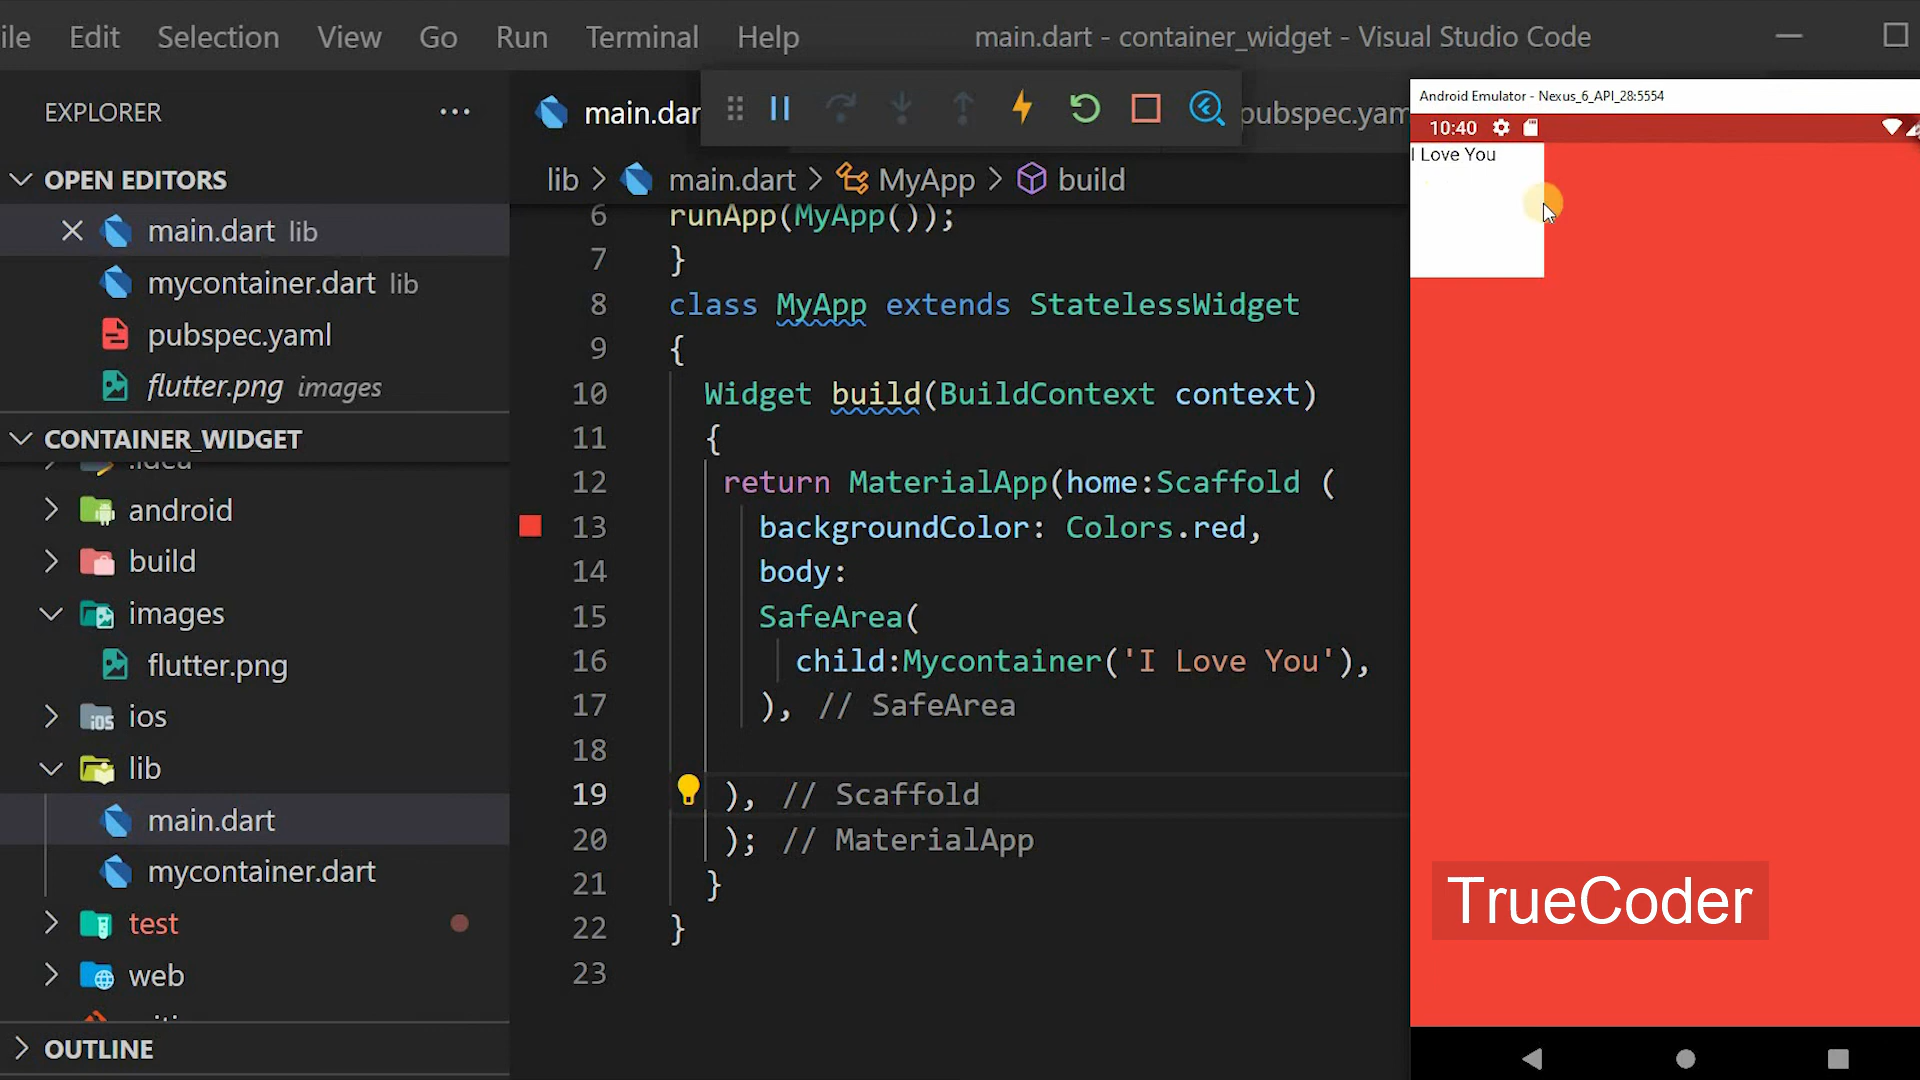 ile Edit Selection View Go Run Terminal Help main.dart - container_widget - Visual Studio Code
EXPLORER
main.dar
pubspec.yam
OPEN EDITORS
main.dart lib
mycontainer.dart lib
pubspec.yaml
flutter.png images
CONTAINER_WIDGET
.idea
android
build
images
flutter.png
ios
lib
main.dart
mycontainer.dart
test
web
OUTLINE
lib > main.dart > MyApp > build
6 runApp(MyApp());
7 }
8 class MyApp extends StatelessWidget
9 {
10 Widget build(BuildContext context)
11 {
12 return MaterialApp(home:Scaffold (
13 backgroundColor: Colors.red,
14 body:
15 SafeArea(
16 child:Mycontainer('I Love You'),
17 ), // SafeArea
18
19 ), // Scaffold
20 ); // MaterialApp
21 }
22 }
23
Android Emulator - Nexus_6_API_28:5554
10:40
I Love You
TrueCoder